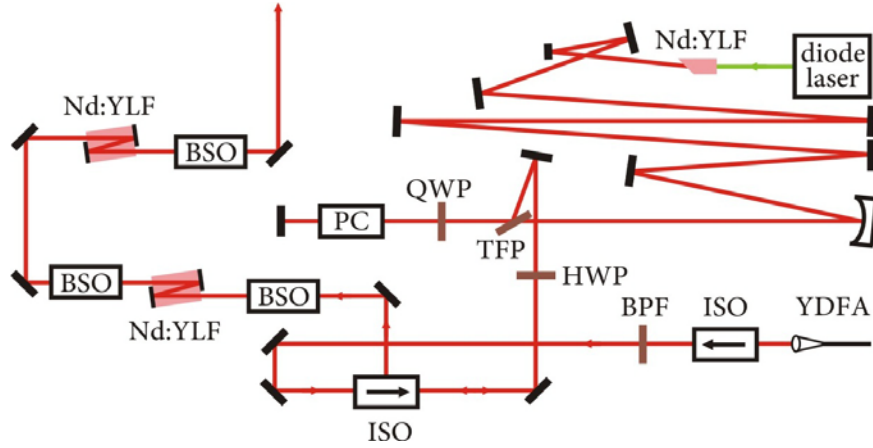 Nd:YLF
diode
laser
Nd:YLF
BSO
QWP
PC
TFP
HWP
BSO
BSO
Nd:YLF
BPF
ISO
YDFA
ISO